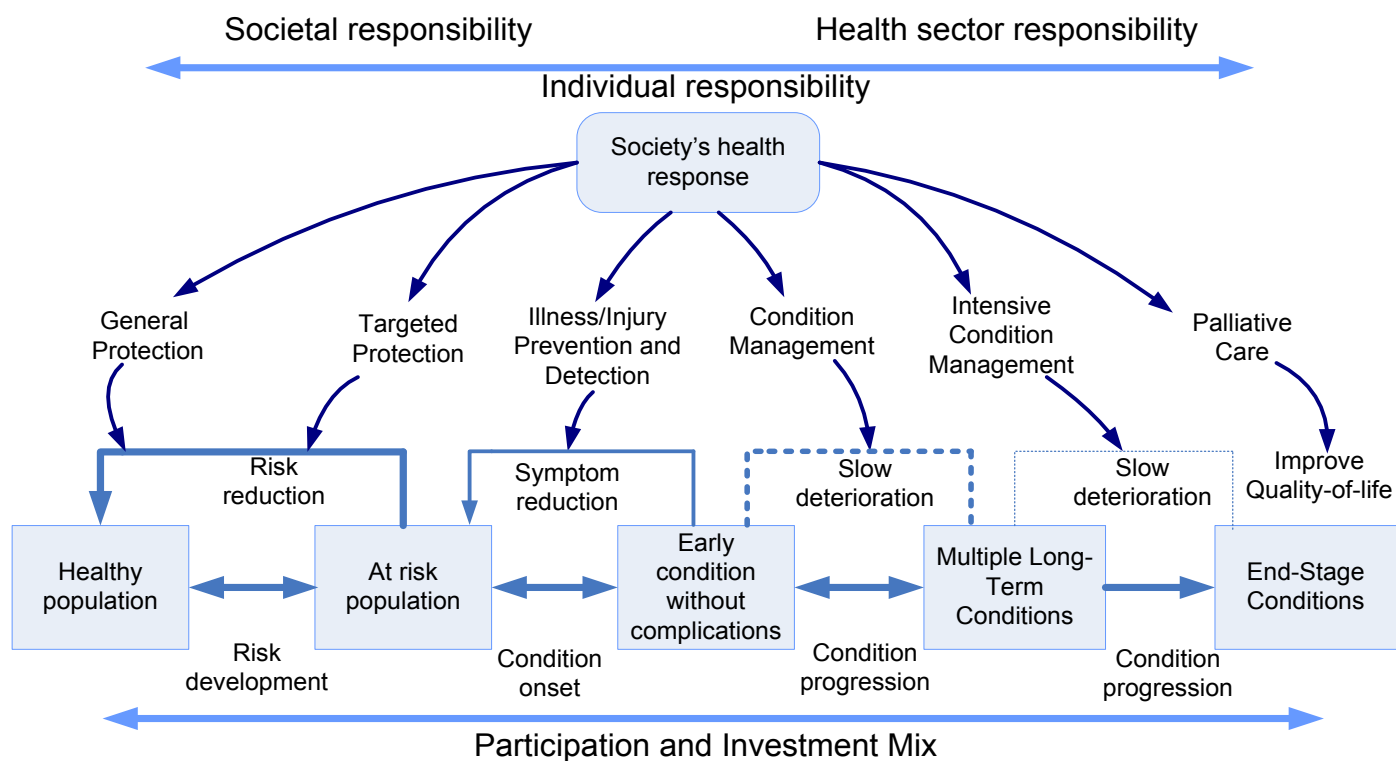 Societal responsibility
Health sector responsibility
Individual responsibility
Society's health
response
General
Protection
Targeted
Protection
Illness/Injury
Prevention and
Detection
Condition
Management
Intensive
Condition
Management
Palliative
Care
Risk
reduction
Symptom
reduction
Slow
deterioration
Slow
deterioration
Improve
Quality-of-life
Healthy
population
At risk
population
Early
condition
without
complications
Multiple Long-
Term
Conditions
End-Stage
Conditions
Risk
development
Condition
onset
Condition
progression
Condition
progression
Participation and Investment Mix